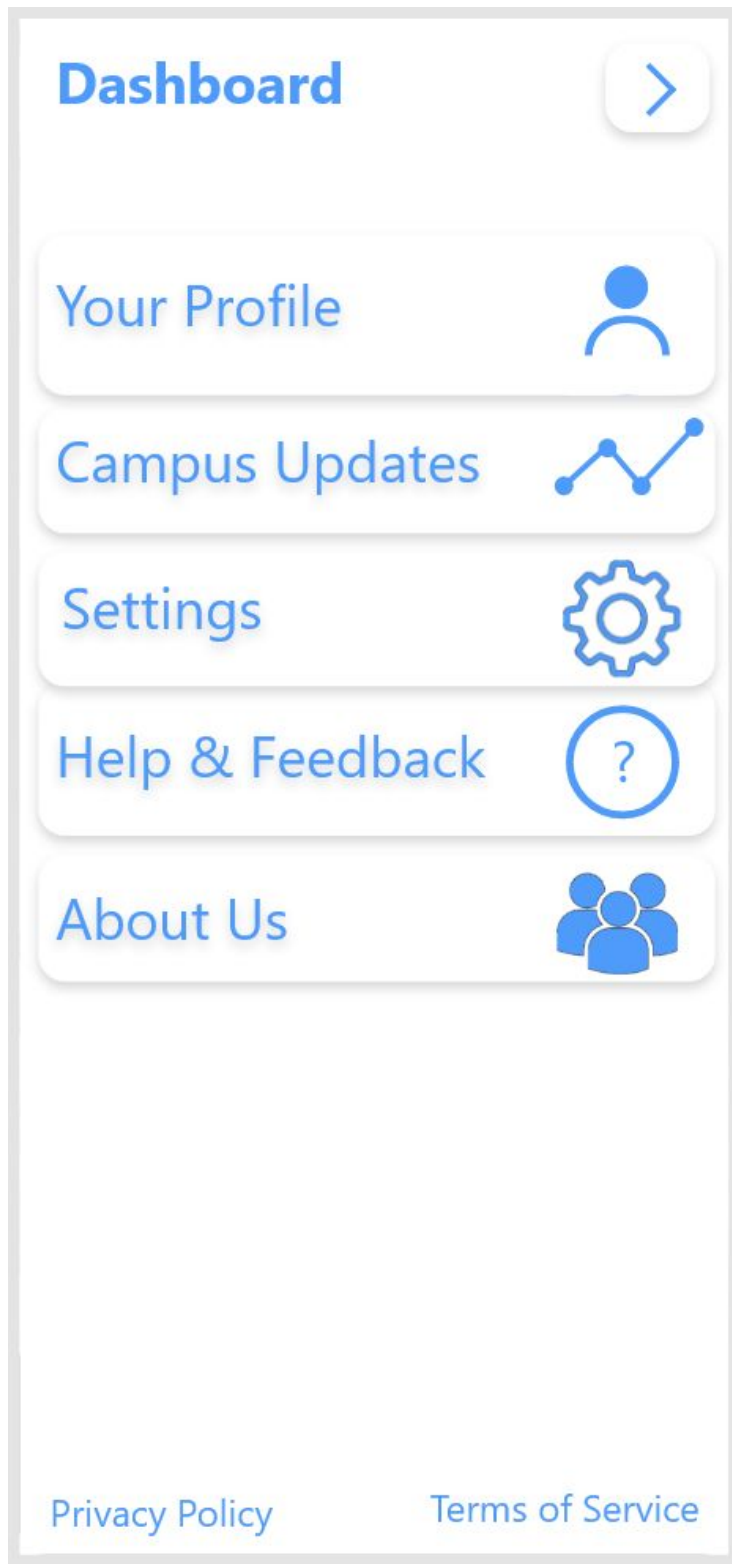 Dashboard
Your Profile
Campus Updates
Settings
Help & Feedback
?
About Us
Privacy Policy
Terms of Service